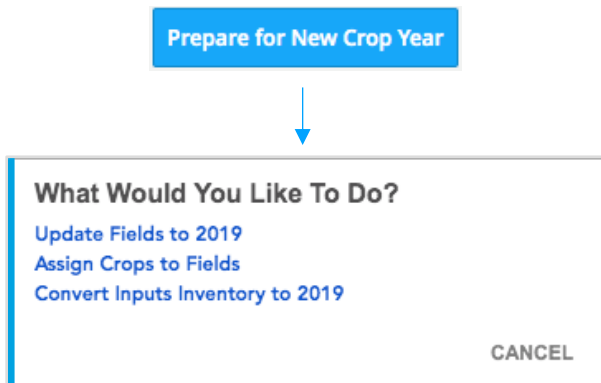 Prepare for New Crop Year
What Would You Like To Do?
Update Fields to 2019
Assign Crops to Fields
Convert Inputs Inventory to 2019
CANCEL